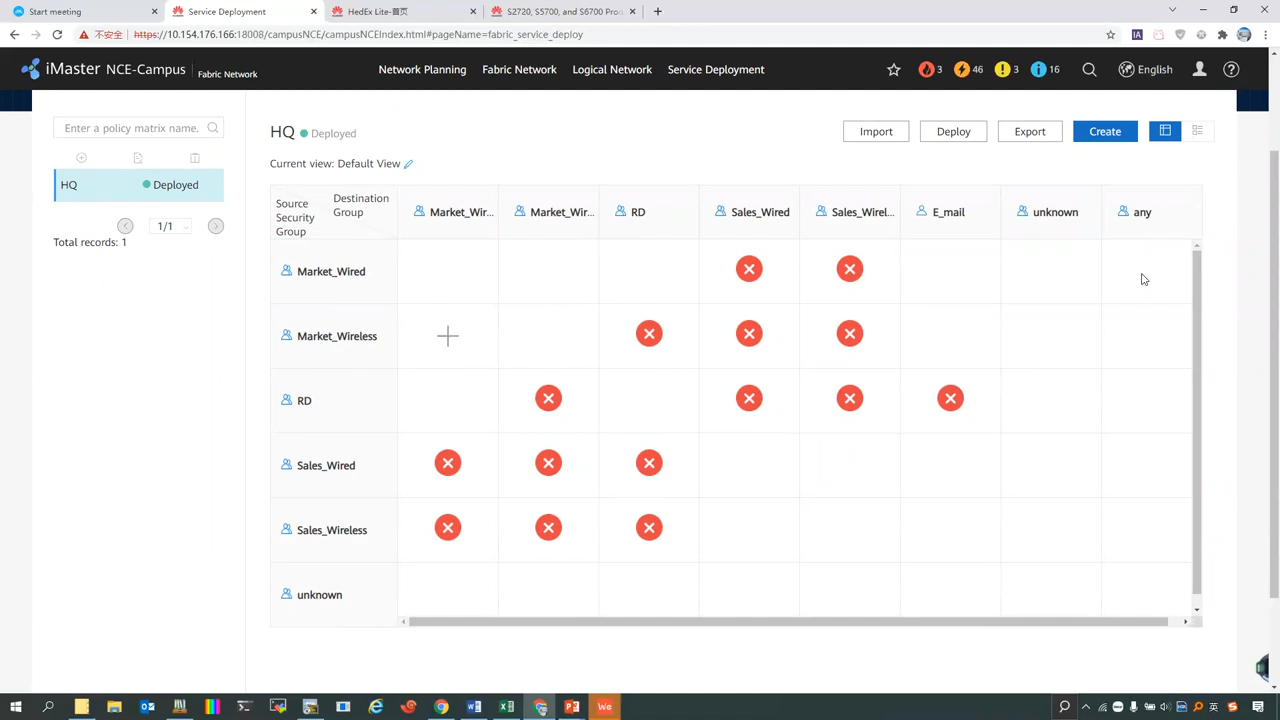 Start meeting
Service Deployment
HedEx Lite-首页
S2720, S5700, and S6700 Proc
不安全
https://10.154.176.166:18008/campusNCE/campusNCEIndex.html#pageName=fabric_service_deploy
iMaster NCE-Campus
Fabric Network
Network Planning
Fabric Network
Logical Network
Service Deployment
3
46
3
16
English
Enter a policy matrix name.
HQ
Deployed
1/1
Total records: 1
HQ
Deployed
Import
Deploy
Export
Create
Current view: Default View
Source Security Group
Destination Group
Market_Wir...
Market_Wir...
RD
Sales_Wired
Sales_Wirel...
E_mail
unknown
any
Market_Wired
Market_Wireless
RD
Sales_Wired
Sales_Wireless
unknown
We
英